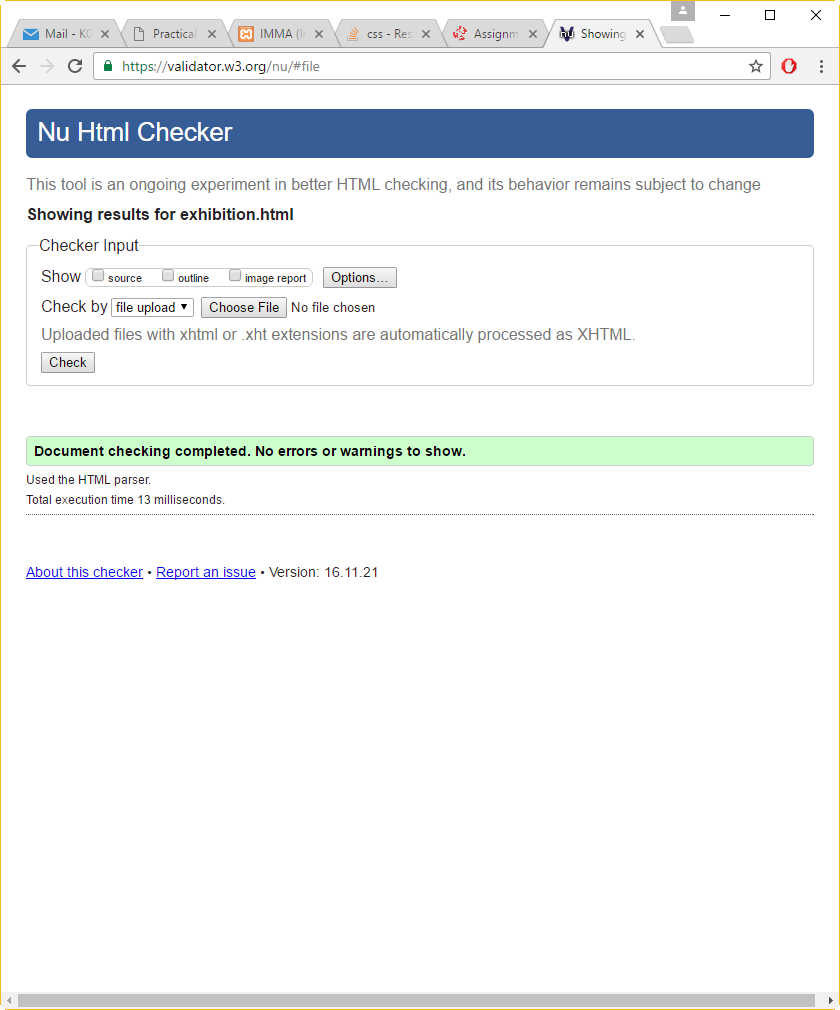 Mail - K0
Practical
IMMA (I
css - Res
Assignm
Showing
https://validator.w3.org/nu/#file
Nu Html Checker
This tool is an ongoing experiment in better HTML checking, and its behavior remains subject to change
Showing results for exhibition.html
Checker Input
Show source outline image report Options...
Check by file upload Choose File No file chosen
Uploaded files with xhtml or .xht extensions are automatically processed as XHTML.
Check
Document checking completed. No errors or warnings to show.
Used the HTML parser.
Total execution time 13 milliseconds.
About this checker • Report an issue • Version: 16.11.21